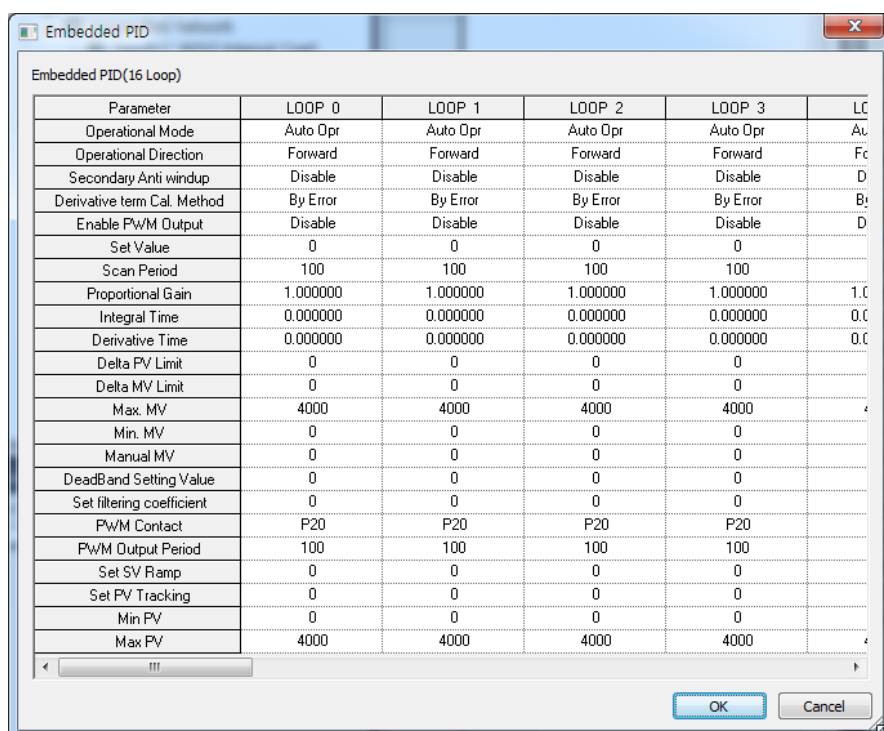 Embedded PID
Embedded PID(16 Loop)
Parameter LOOP 0 LOOP 1 LOOP 2 LOOP 3
Operational Mode Auto Opr Auto Opr Auto Opr Auto Opr
Operational Direction Forward Forward Forward Forward
Secondary Anti windup Disable Disable Disable Disable
Derivative term Cal. Method By Error By Error By Error By Error
Enable PWM Output Disable Disable Disable Disable
Set Value 0 0 0 0
Scan Period 100 100 100 100
Proportional Gain 1.000000 1.000000 1.000000 1.000000
Integral Time 0.000000 0.000000 0.000000 0.000000
Derivative Time 0.000000 0.000000 0.000000 0.000000
Delta PV Limit 0 0 0 0
Delta MV Limit 0 0 0 0
Max. MV 4000 4000 4000 4000
Min. MV 0 0 0 0
Manual MV 0 0 0 0
DeadBand Setting Value 0 0 0 0
Set filtering coefficient 0 0 0 0
PWM Contact P20 P20 P20 P20
PWM Output Period 100 100 100 100
Set SV Ramp 0 0 0 0
Set PV Tracking 0 0 0 0
Min PV 0 0 0 0
Max PV 4000 4000 4000 4000
OK Cancel